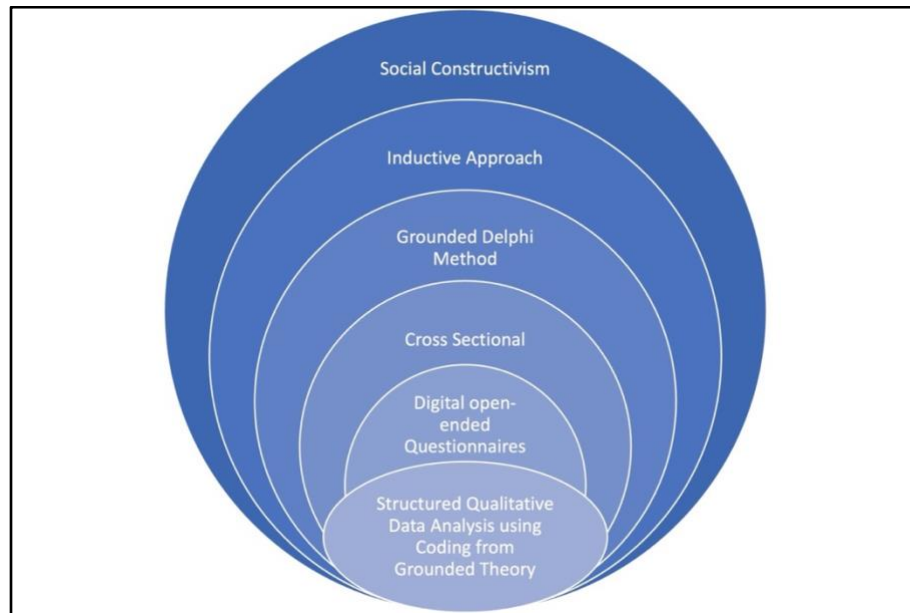 Social Constructivism
Inductive Approach
Grounded Delphi
Method
Cross Sectional
Digital open-
ended
Questionnaires
Structured Qualitative
Data Analysis using
Coding from
Grounded Theory